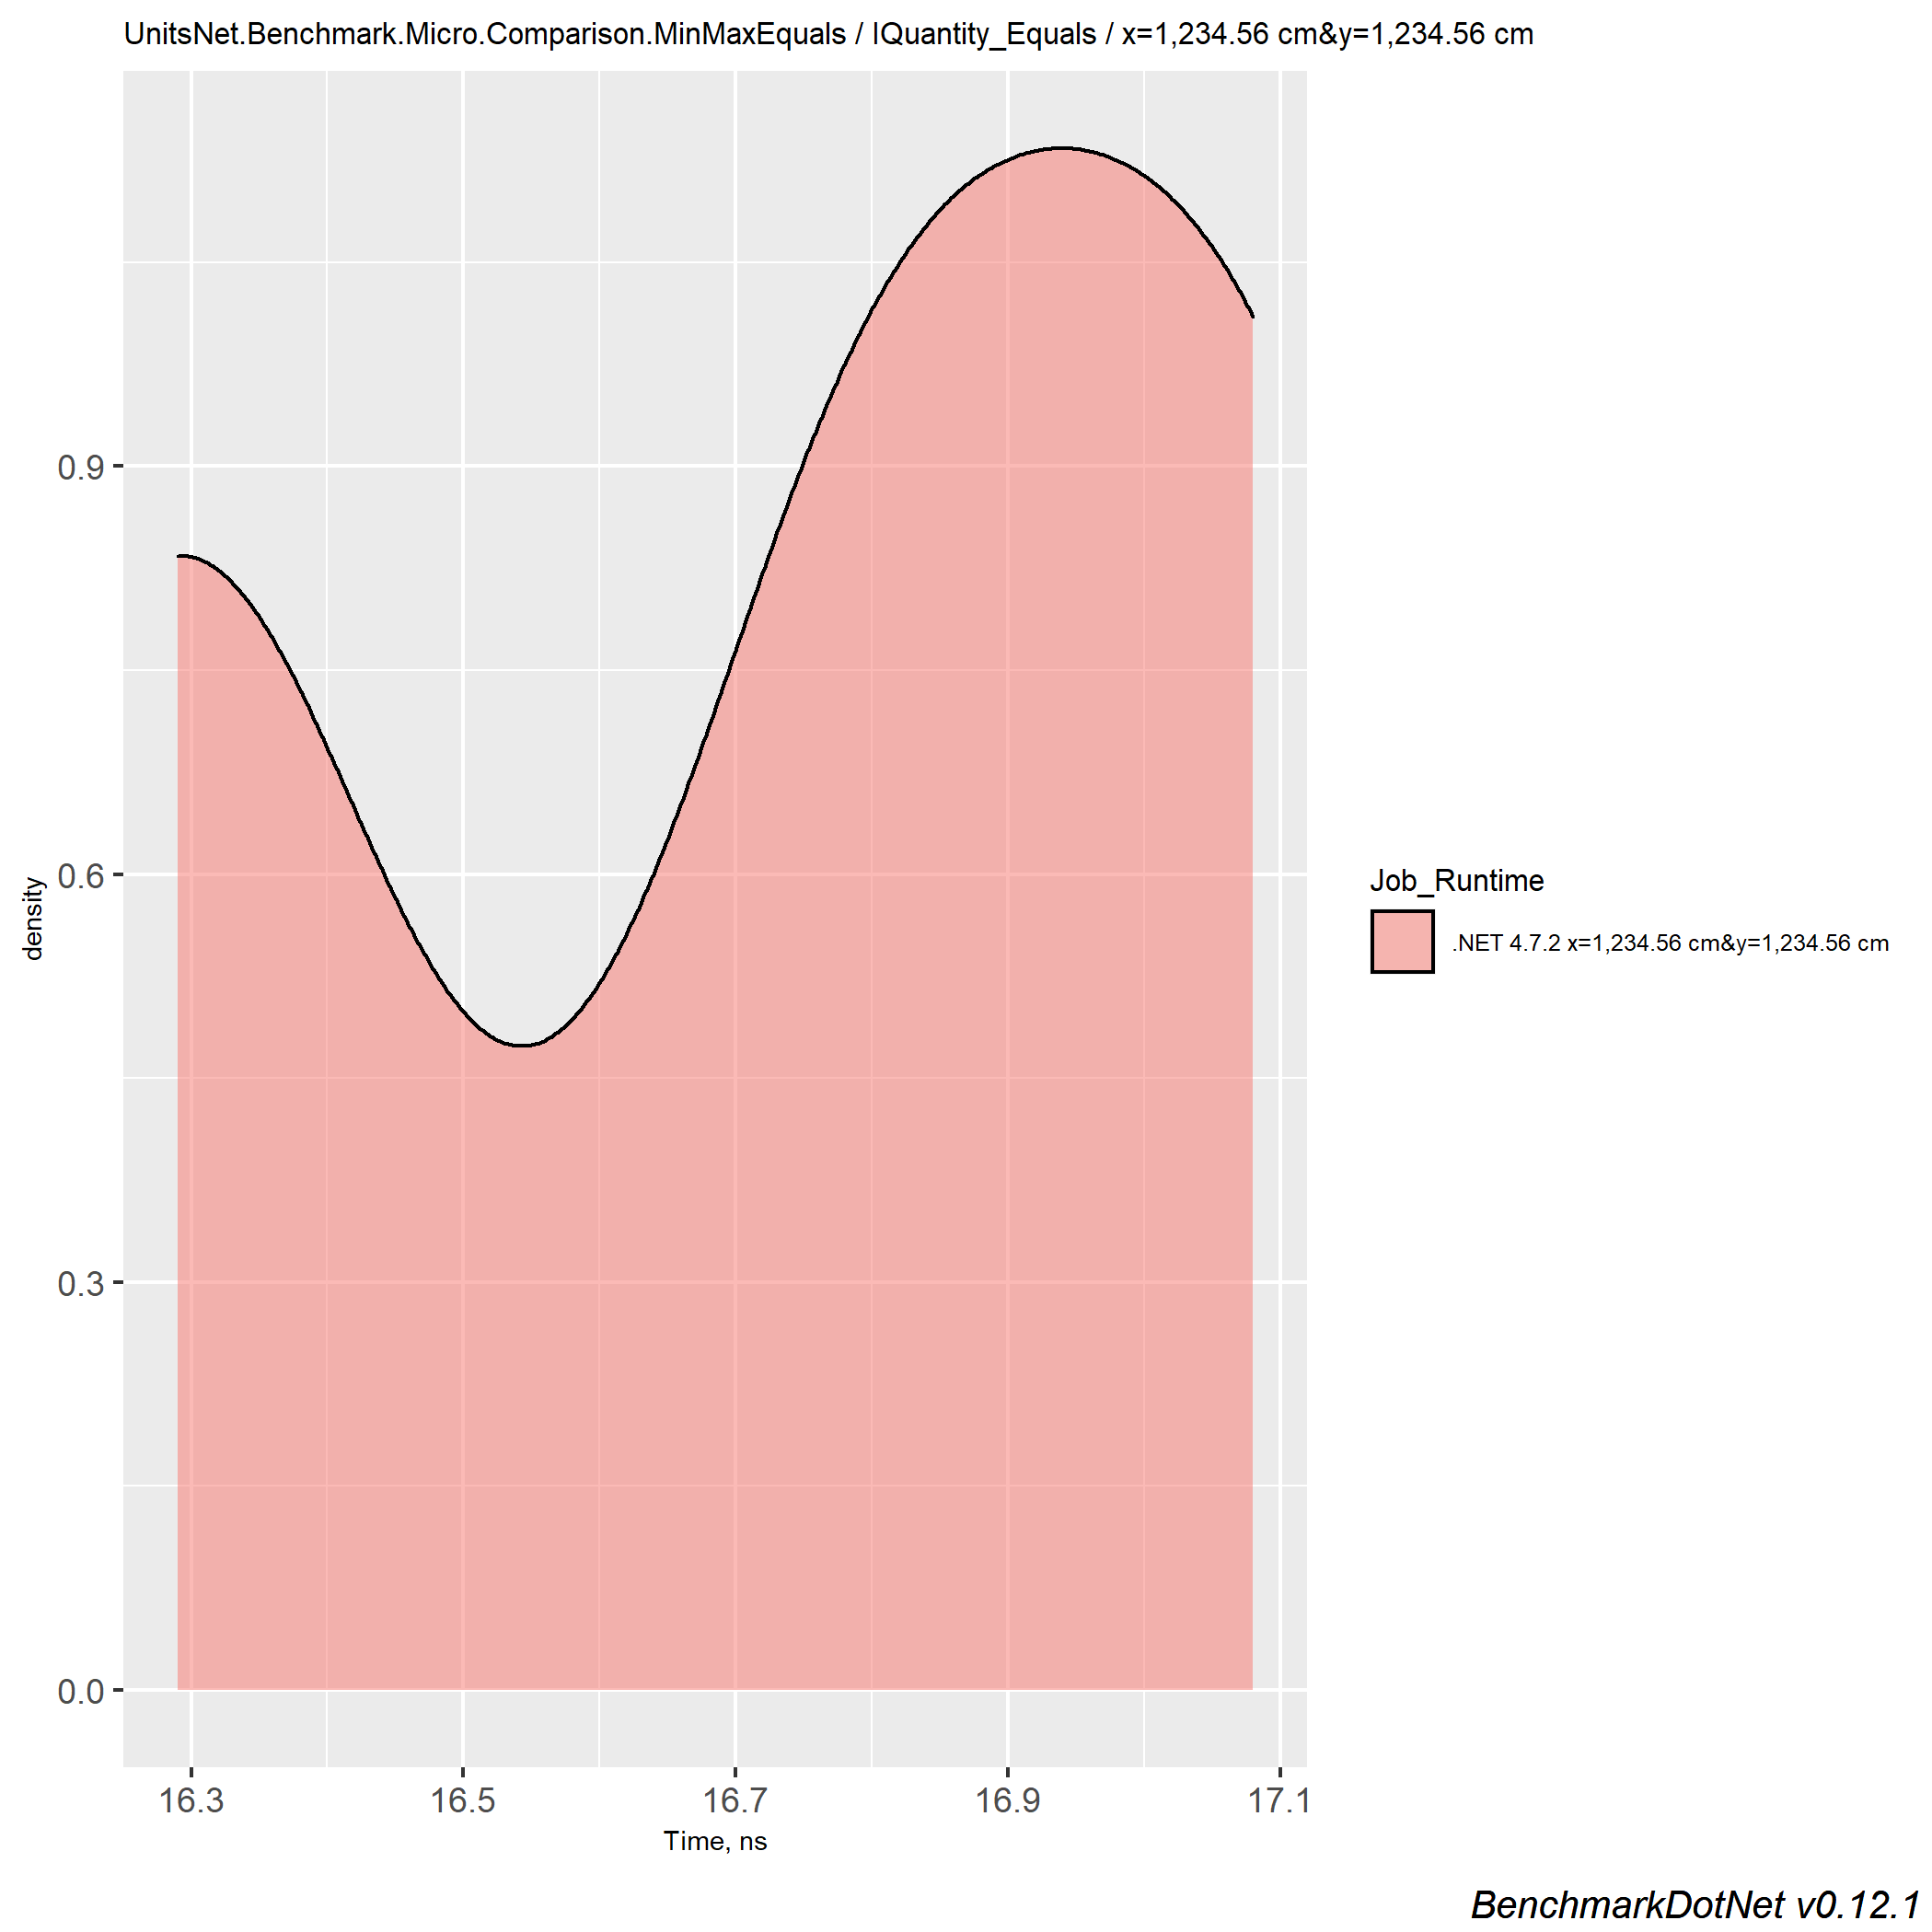 UnitsNet.Benchmark.Micro.Comparison.MinMaxEquals / IQuantity_Equals / x=1,234.56 cm&y=1,234.56 cm
0.9
0.6
0.3
0.0
density
16.3 16.5 16.7 16.9 17.1
Time, ns
Job_Runtime
.NET 4.7.2 x=1,234.56 cm&y=1,234.56 cm
BenchmarkDotNet v0.12.1